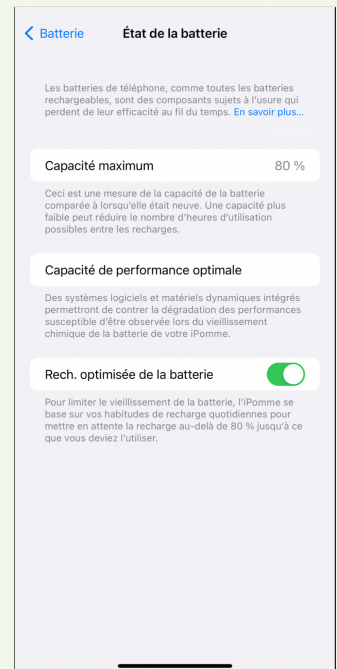 Batterie État de la batterie
Les batteries de téléphone, comme toutes les batteries
rechargeables, sont des composants sujets à l'usure qui
perdent de leur efficacité au fil du temps. En savoir plus...
Capacité maximum 80 %
Ceci est une mesure de la capacité de la batterie
comparée à lorsqu'elle était neuve. Une capacité plus
faible peut réduire le nombre d'heures d'utilisation
possibles entre les recharges.
Capacité de performance optimale
Des systèmes logiciels et matériels dynamiques intégrés
permettront de contrer la dégradation des performances
susceptible d'être observée lors du vieillissement
chimique de la batterie de votre iPomme.
Rech. optimisée de la batterie
Pour limiter le vieillissement de la batterie, l'iPomme se
base sur vos habitudes de recharge quotidiennes pour
mettre en attente la recharge au-delà de 80 % jusqu'à ce
que vous deviez l'utiliser.